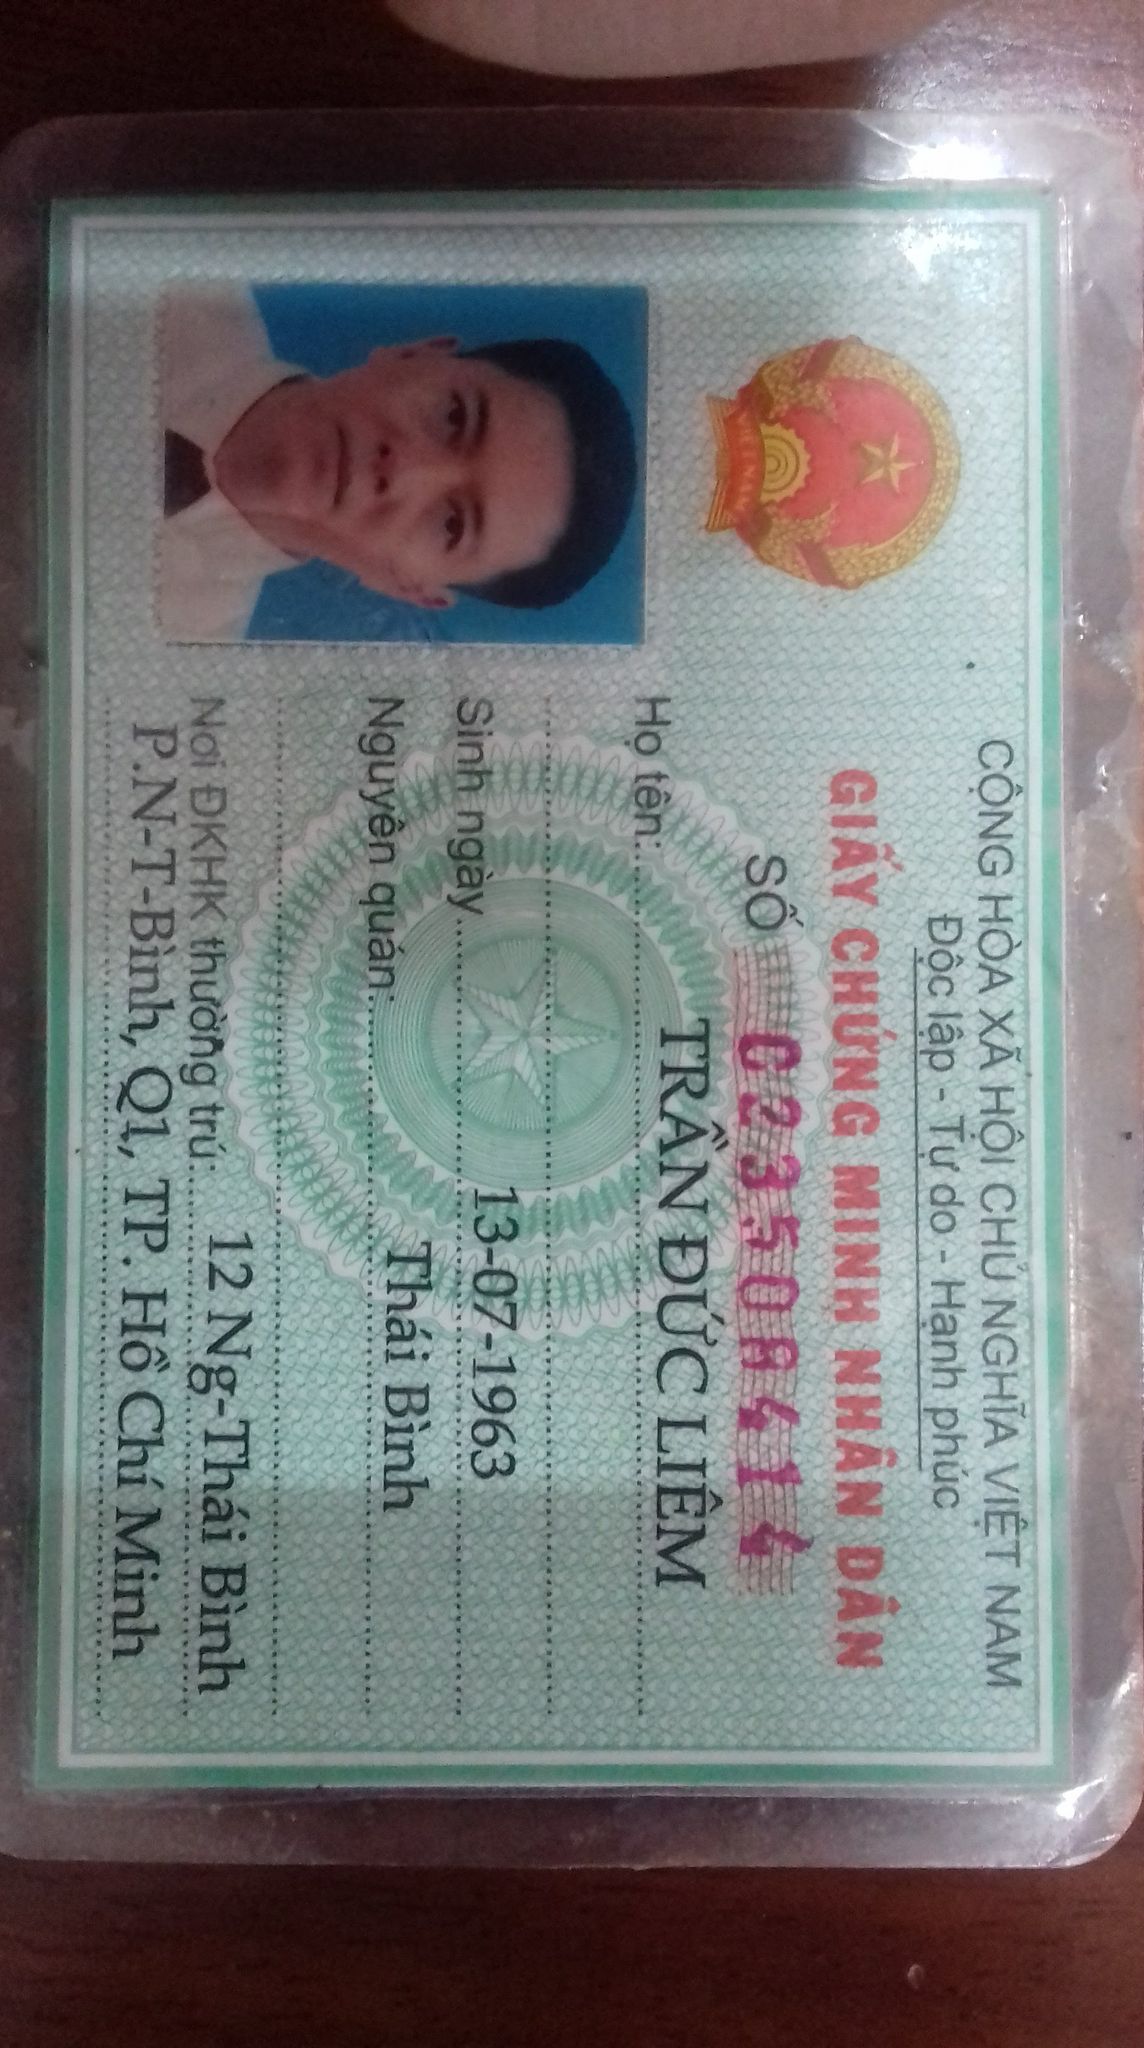 CỘNG HÒA XÃ HỘI CHỦ NGHĨA VIỆT NAM
Độc lập - Tự do - Hạnh phúc
GIẤY CHỨNG MINH NHÂN DÂN
SỐ 023508414
Họ tên: TRẦN ĐỨC LIÊM
Sinh ngày 13-07-1963
Nguyên quán: Thái Bình
Nơi ĐKHK thường trú: 12 Ng-Thái Bình
P.N-T-Bình, Q1, TP. Hồ Chí Minh
VIỆT NAM